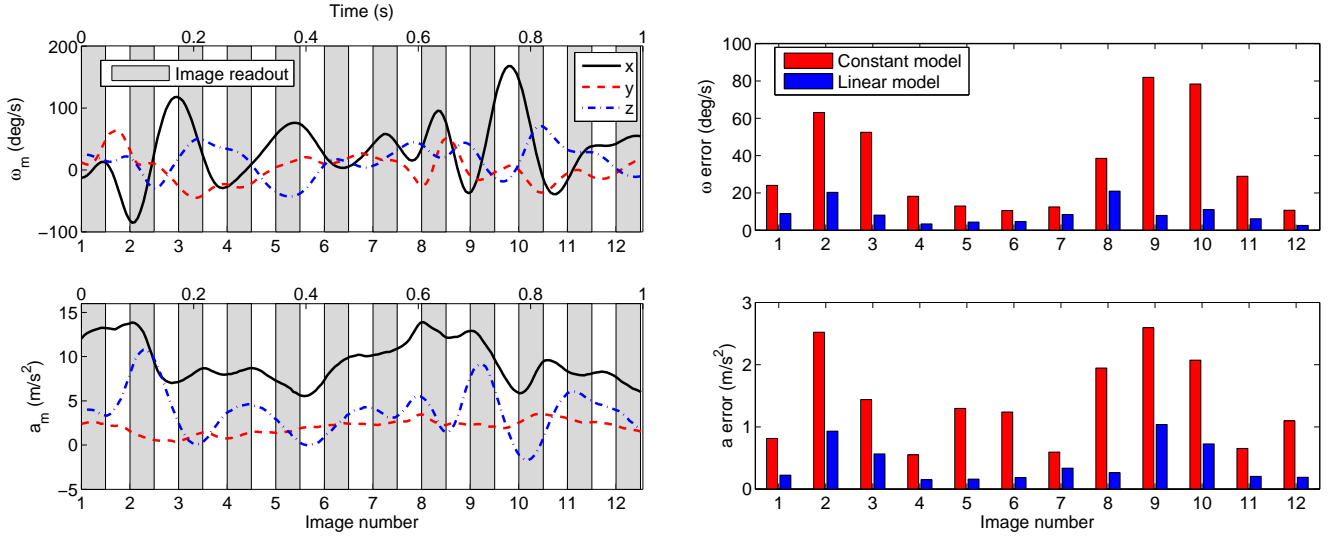 Time (s)
0 0.2 0.4 0.6 0.8 1
200
100
0
−100
ω_m (deg/s)
Image readout
x
y
z
1 2 3 4 5 6 7 8 9 10 11 12
0 0.2 0.4 0.6 0.8 1
15
10
5
0
−5
a_m (m/s²)
1 2 3 4 5 6 7 8 9 10 11 12
Image number
100
80
60
40
20
0
ω error (deg/s)
Constant model
Linear model
1 2 3 4 5 6 7 8 9 10 11 12
3
2
1
0
a error (m/s²)
1 2 3 4 5 6 7 8 9 10 11 12
Image number